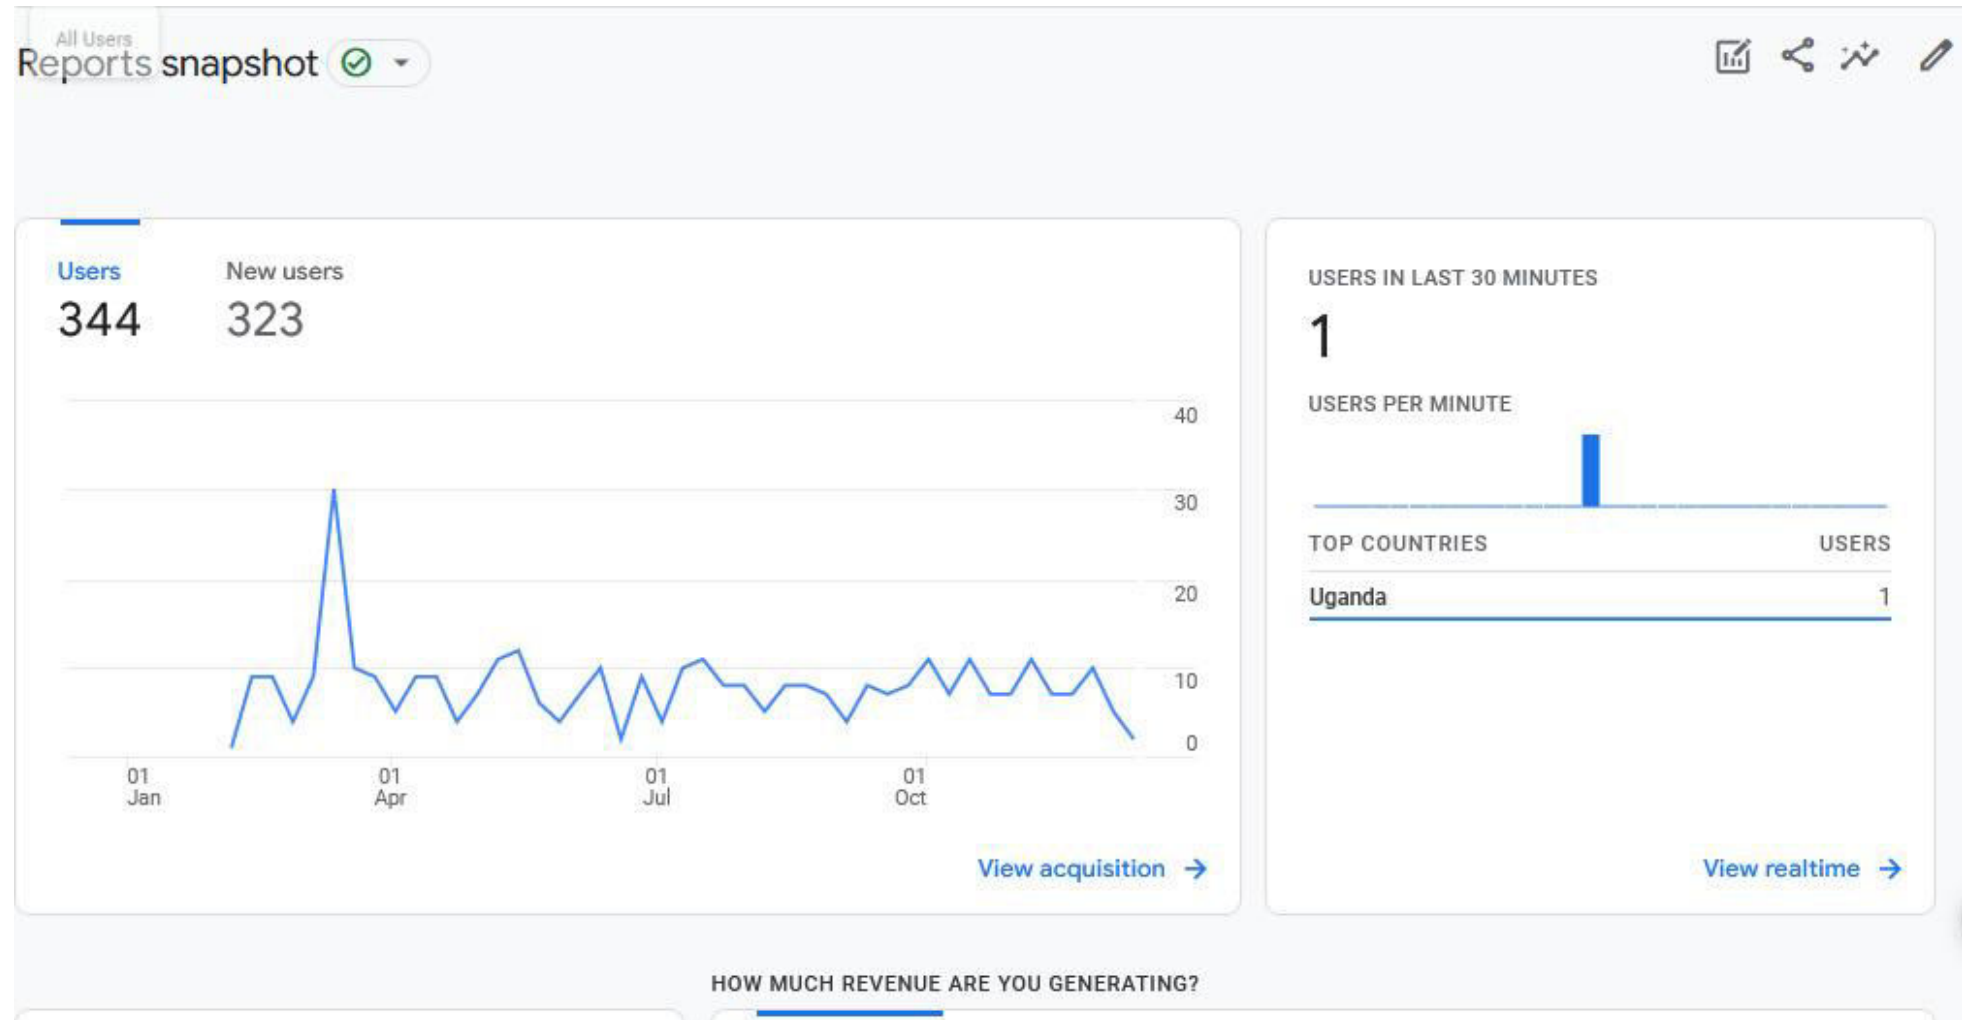 All Users
Reports snapshot
Users
New users
344
323
40
30
20
10
0
01
Jan
01
Apr
01
Jul
01
Oct
View acquisition
USERS IN LAST 30 MINUTES
1
USERS PER MINUTE
TOP COUNTRIES USERS
Uganda 1
View realtime
HOW MUCH REVENUE ARE YOU GENERATING?